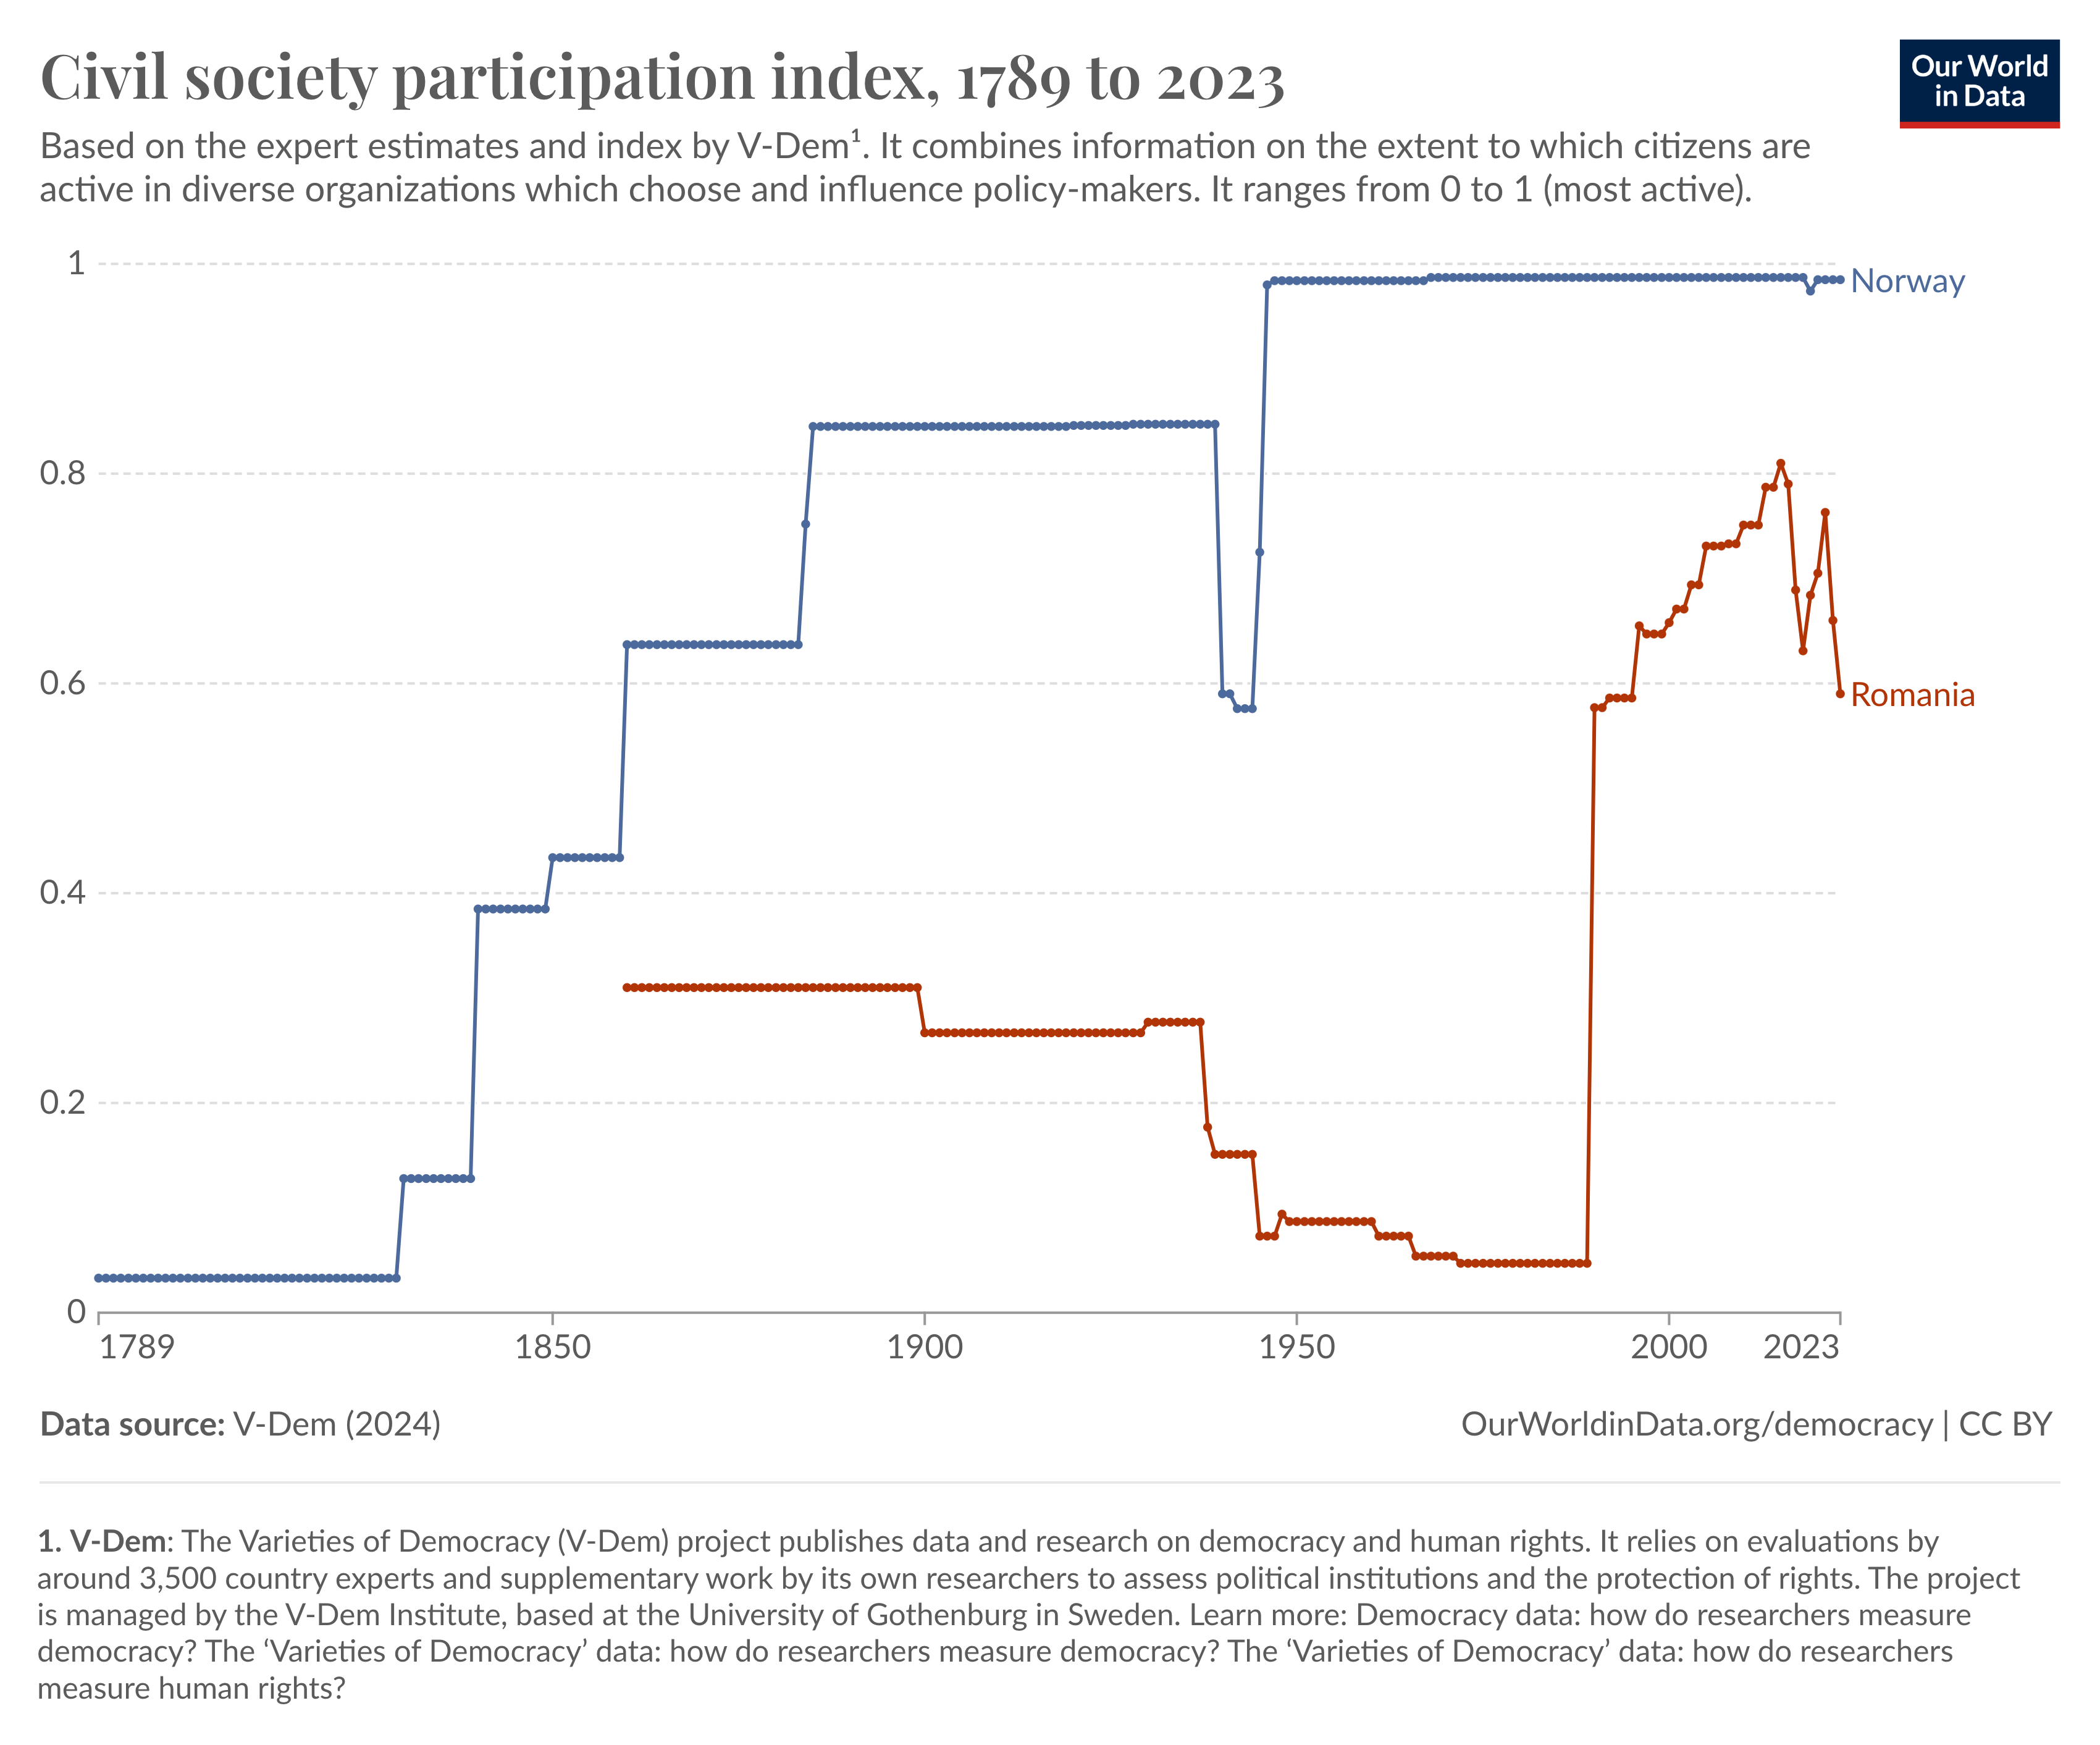 Civil society participation index, 1789 to 2023
Our World
in Data
Based on the expert estimates and index by V-Dem¹. It combines information on the extent to which citizens are
active in diverse organizations which choose and influence policy-makers. It ranges from 0 to 1 (most active).
1
Norway
0.8
0.6
Romania
0.4
0.2
0
1789
1850
1900
1950
2000
2023
Data source: V-Dem (2024)
OurWorldinData.org/democracy | CC BY
1. V-Dem: The Varieties of Democracy (V-Dem) project publishes data and research on democracy and human rights. It relies on evaluations by
around 3,500 country experts and supplementary work by its own researchers to assess political institutions and the protection of rights. The project
is managed by the V-Dem Institute, based at the University of Gothenburg in Sweden. Learn more: Democracy data: how do researchers measure
democracy? The ‘Varieties of Democracy’ data: how do researchers measure democracy? The ‘Varieties of Democracy’ data: how do researchers
measure human rights?